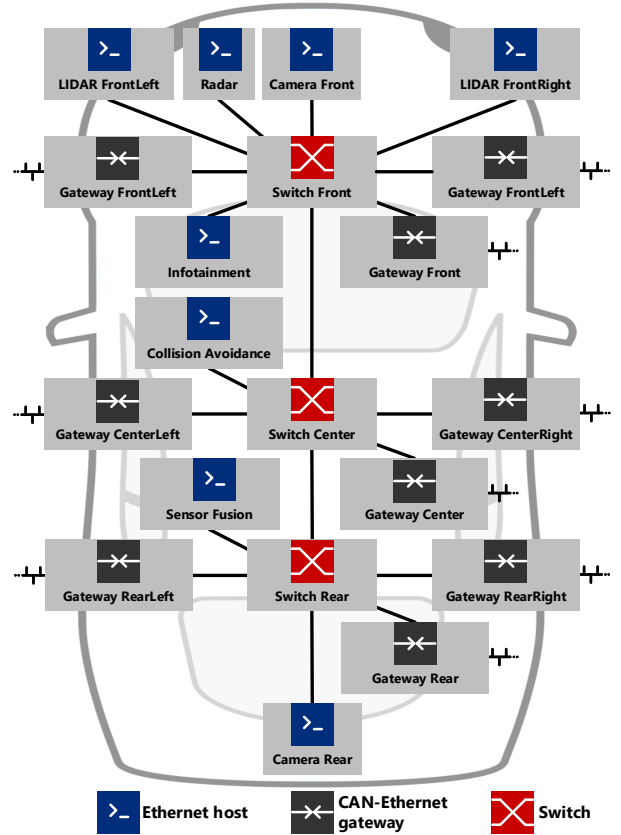 LIDAR FrontLeft
Radar
Camera Front
LIDAR FrontRight
Gateway FrontLeft
Switch Front
Gateway FrontLeft
Infotainment
Gateway Front
Collision Avoidance
Gateway CenterLeft
Switch Center
Gateway CenterRight
Sensor Fusion
Gateway Center
Gateway RearLeft
Switch Rear
Gateway RearRight
Gateway Rear
Camera Rear
Ethernet host
CAN-Ethernet
gateway
Switch